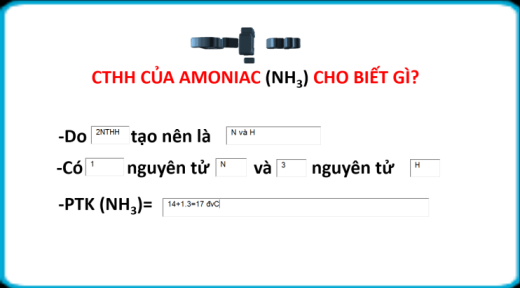 CTHH CỦA AMONIAC (NH₃) CHO BIẾT GÌ?
-Do 2NTHH tạo nên là N và H
-Có 1 nguyên tử N và 3 nguyên tử H
-PTK (NH₃)= 14+1.3=17 đvC